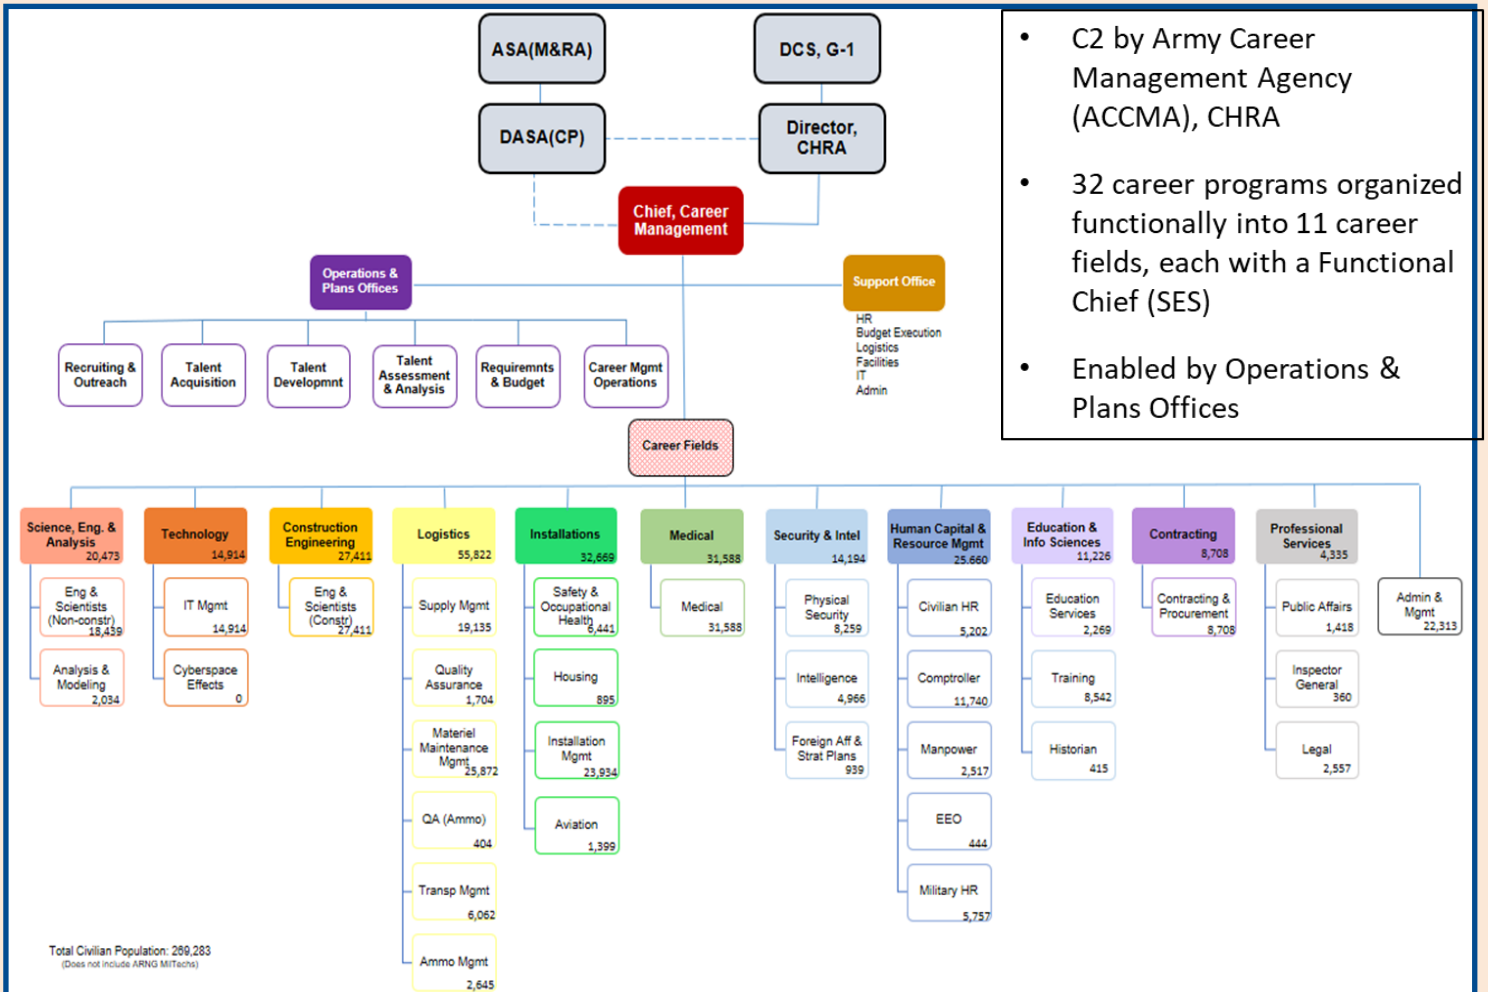 ASA(M&RA)
DCS, G-1
DASA(CP)
Director,
CHRA
Chief, Career
Management
Operations &
Plans Offices
Support Office
HR
Budget Execution
Logistics
Facilities
IT
Admin
Recruiting &
Outreach
Talent
Acquisition
Talent
Developmnt
Talent
Assessment
& Analysis
Requiremnts
& Budget
Career Mgmt
Operations
• C2 by Army Career
Management Agency
(ACCMA), CHRA
• 32 career programs organized
functionally into 11 career
fields, each with a Functional
Chief (SES)
• Enabled by Operations &
Plans Offices
Career Fields
Science, Eng. &
Analysis
20,473
Eng &
Scientists
(Non-constr)
18,439
Analysis &
Modeling
2,034
Technology
14,914
IT Mgmt
14,914
Cyberspace
Effects
0
Construction
Engineering
27,411
Eng &
Scientists
(Constr)
27,411
Logistics
55,822
Supply Mgmt
19,135
Quality
Assurance
1,704
Materiel
Maintenance
Mgmt
25,872
QA (Ammo)
404
Transp Mgmt
6,062
Ammo Mgmt
2,645
Installations
32,669
Safety &
Occupational
Health
6,441
Housing
895
Installation
Mgmt
23,934
Aviation
1,399
Medical
31,588
Medical
31,588
Security & Intel
14,194
Physical
Security
8,259
Intelligence
4,966
Foreign Aff &
Strat Plans
939
Human Capital &
Resource Mgmt
25,660
Civilian HR
5,202
Comptroller
11,740
Manpower
2,517
EEO
444
Military HR
5,757
Education &
Info Sciences
11,226
Education
Services
2,269
Training
8,542
Historian
415
Contracting
8,708
Contracting &
Procurement
8,708
Professional
Services
4,335
Public Affairs
1,418
Inspector
General
360
Legal
2,557
Admin &
Mgmt
22,313
Total Civilian Population: 269,283
(Does not include ARNG MilTechs)